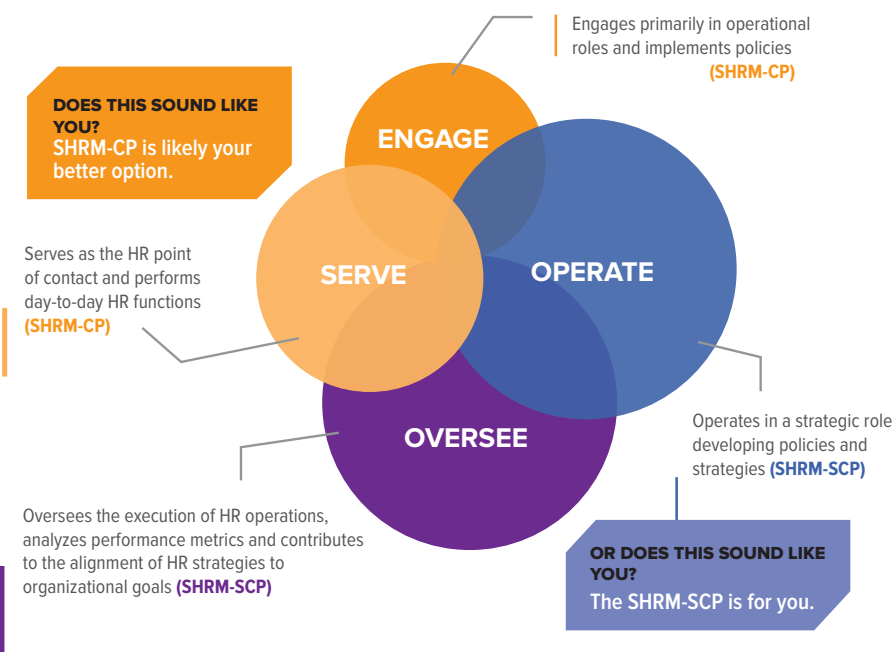 Engages primarily in operational
roles and implements policies
(SHRM-CP)
DOES THIS SOUND LIKE
YOU?
SHRM-CP is likely your
better option.
ENGAGE
Serves as the HR point
of contact and performs
day-to-day HR functions
(SHRM-CP)
SERVE
OPERATE
OVERSEE
Operates in a strategic role
developing policies and
strategies (SHRM-SCP)
Oversees the execution of HR operations,
analyzes performance metrics and contributes
to the alignment of HR strategies to
organizational goals (SHRM-SCP)
OR DOES THIS SOUND LIKE
YOU?
The SHRM-SCP is for you.